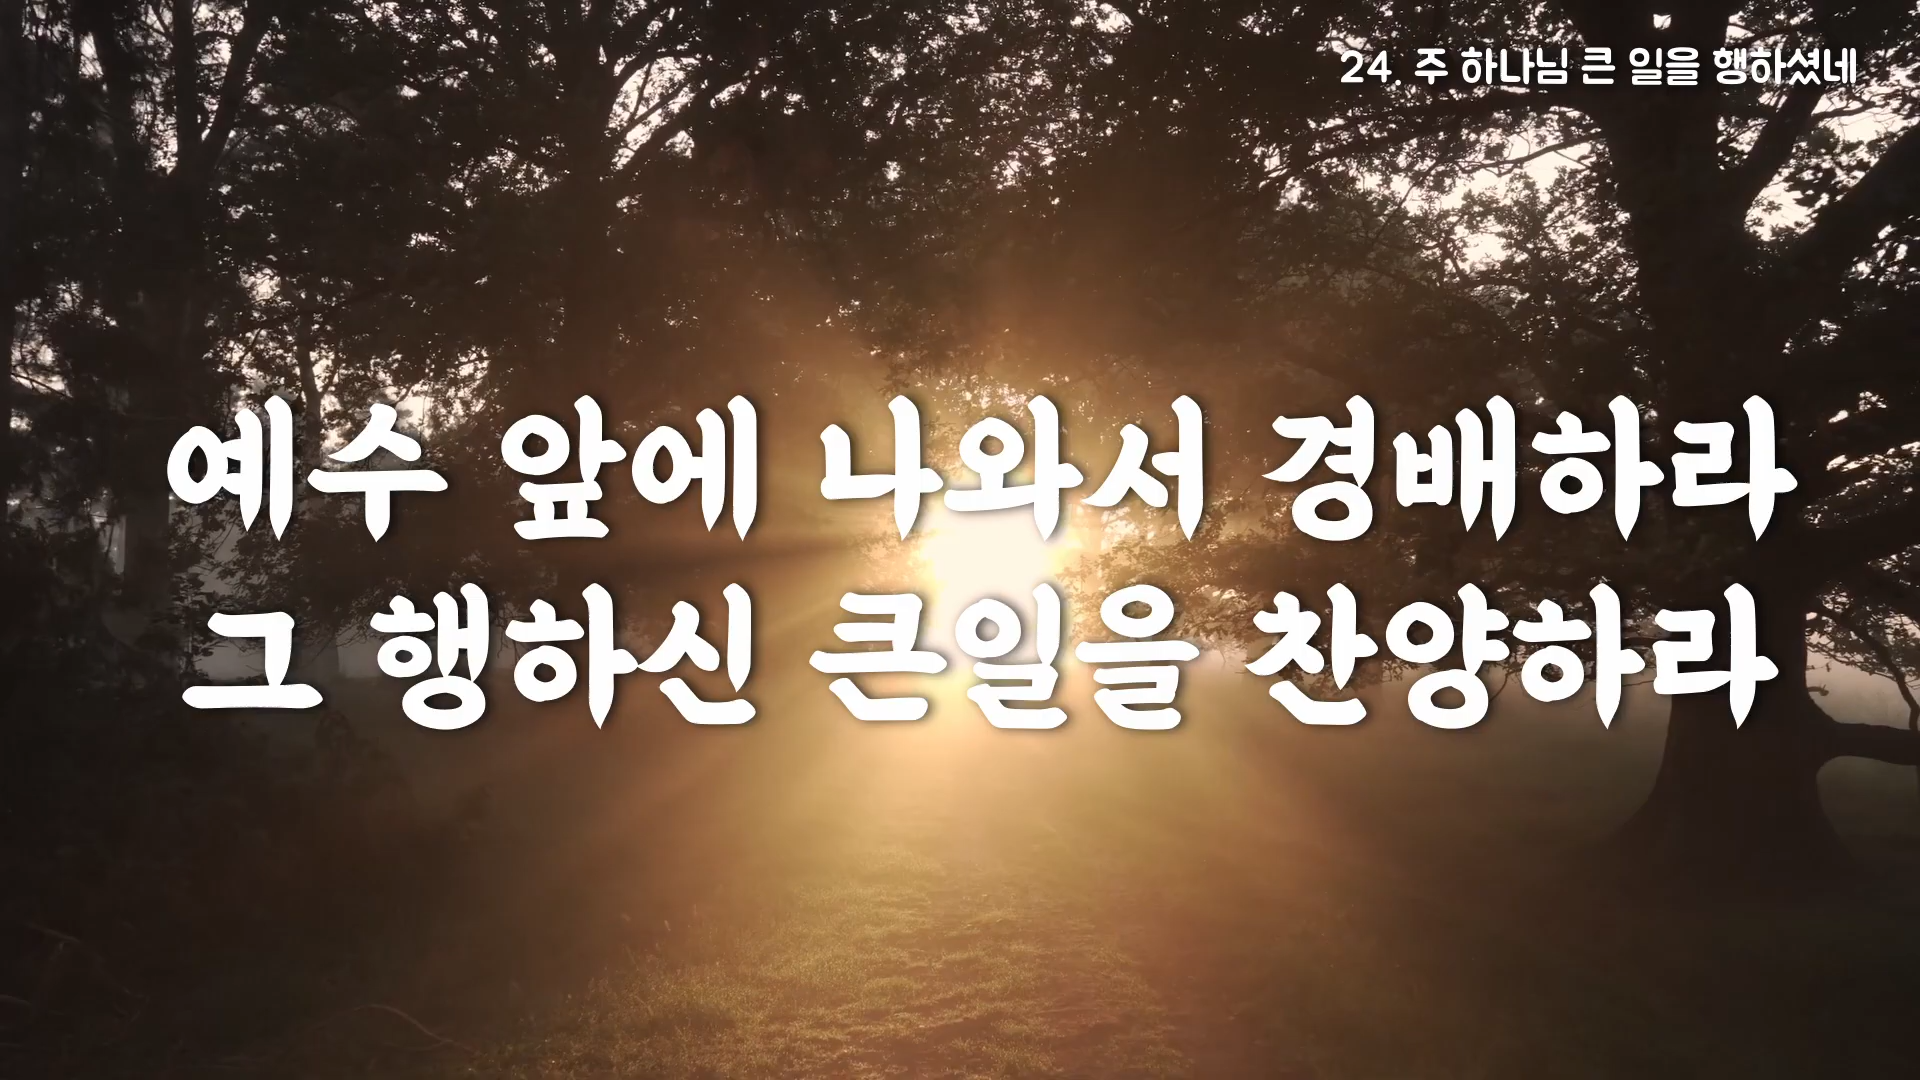 24. 주 하나님 큰 일을 행하셨네
예수 앞에 나와서 경배하라
그 행하신 큰일을 찬양하라